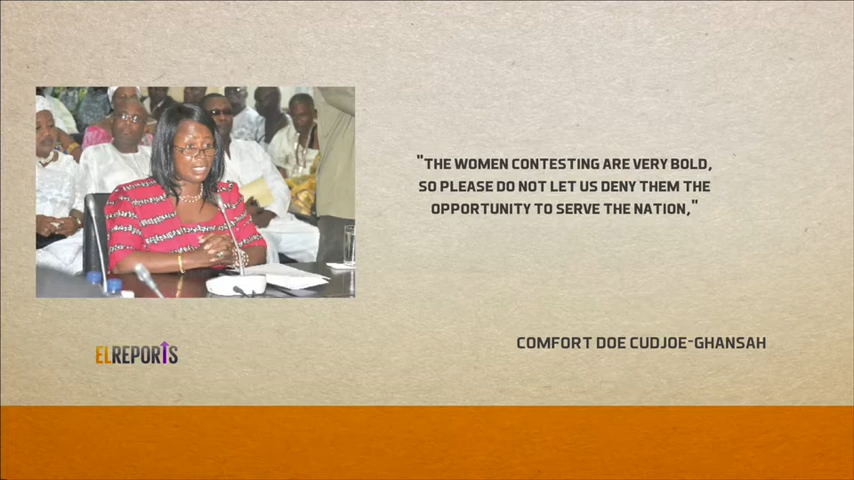 "THE WOMEN CONTESTING ARE VERY BOLD,
SO PLEASE DO NOT LET US DENY THEM THE
OPPORTUNITY TO SERVE THE NATION,"
COMFORT DOE CUDJOE-GHANSAH
ELREPORTS